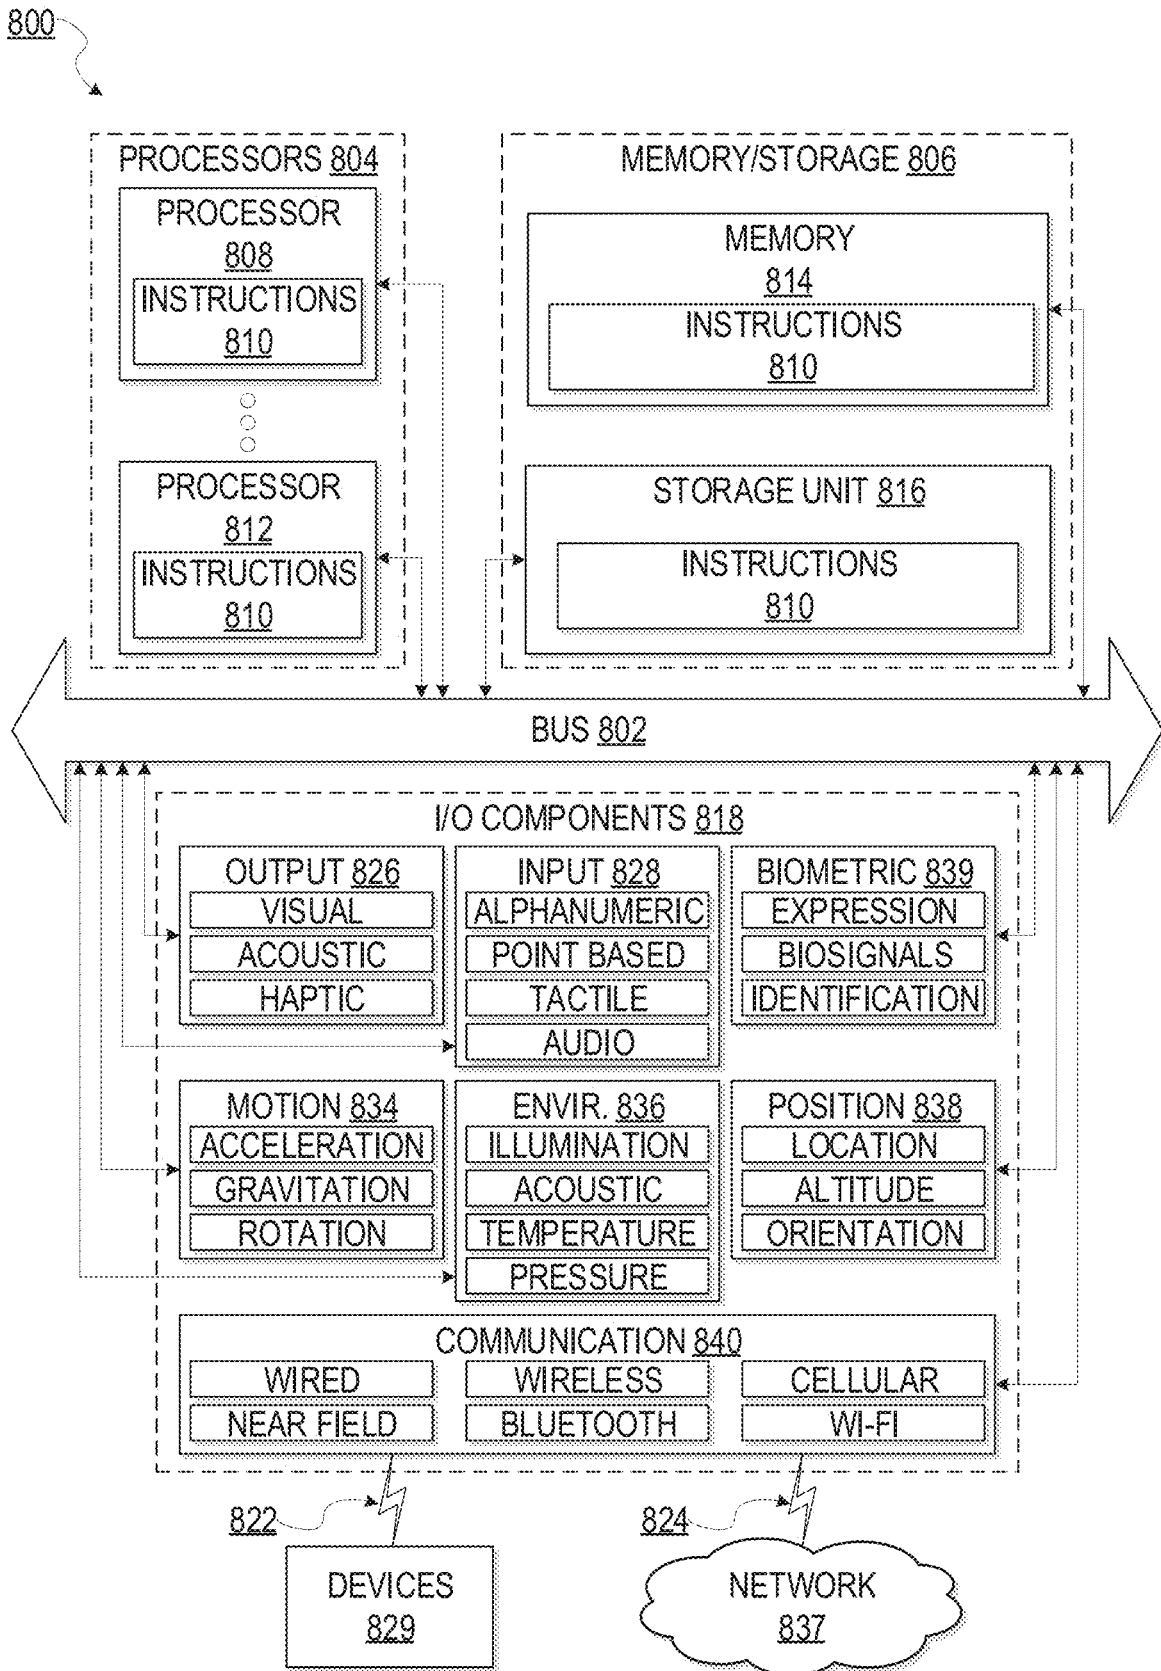 800
PROCESSORS 804
PROCESSOR
808
INSTRUCTIONS
810
PROCESSOR
812
INSTRUCTIONS
810
MEMORY/STORAGE 806
MEMORY
814
INSTRUCTIONS
810
STORAGE UNIT 816
INSTRUCTIONS
810
BUS 802
I/O COMPONENTS 818
OUTPUT 826
VISUAL
ACOUSTIC
HAPTIC
INPUT 828
ALPHANUMERIC
POINT BASED
TACTILE
AUDIO
BIOMETRIC 839
EXPRESSION
BIOSIGNALS
IDENTIFICATION
MOTION 834
ACCELERATION
GRAVITATION
ROTATION
ENVIR. 836
ILLUMINATION
ACOUSTIC
TEMPERATURE
PRESSURE
POSITION 838
LOCATION
ALTITUDE
ORIENTATION
COMMUNICATION 840
WIRED
WIRELESS
CELLULAR
NEAR FIELD
BLUETOOTH
WI-FI
822
824
DEVICES
829
NETWORK
837